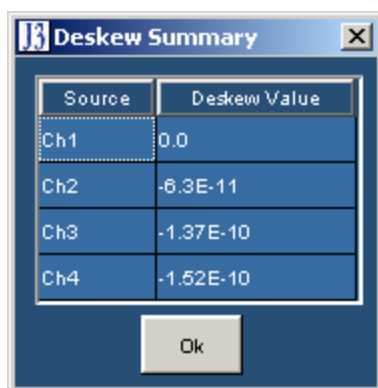 J3 Deskew Summary
Source Deskew Value
Ch1 0.0
Ch2 -6.3E-11
Ch3 -1.37E-10
Ch4 -1.52E-10
Ok